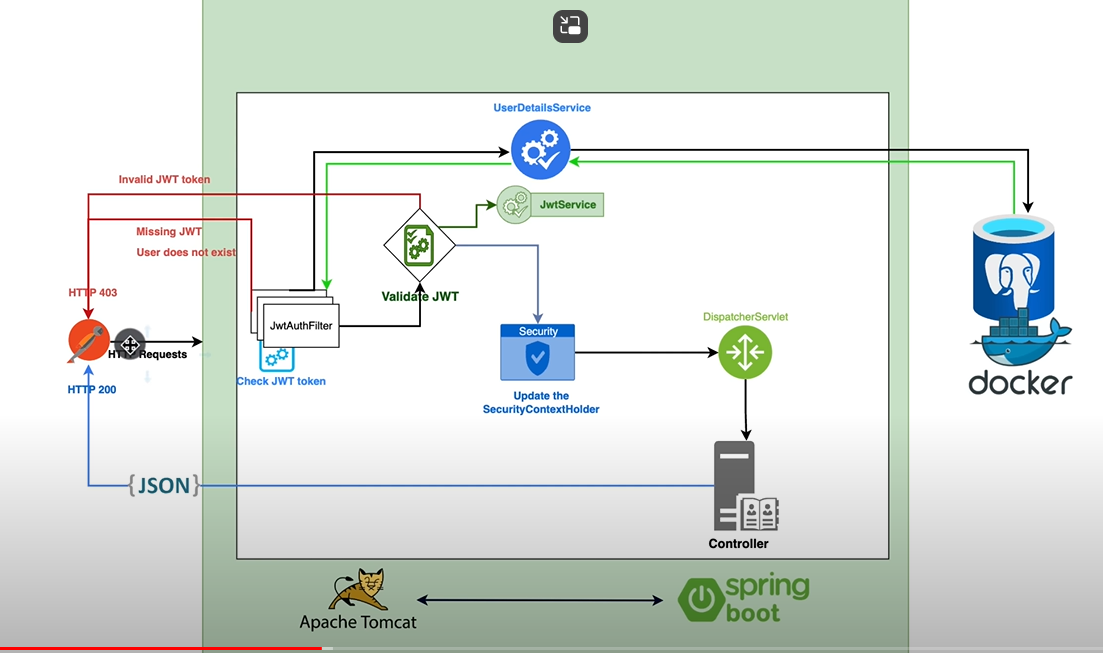 UserDetailsService
Invalid JWT token
JwtService
Missing JWT
User does not exist
HTTP 403
Validate JWT
JwtAuthFilter
DispatcherServlet
Security
HTTP Requests
Check JWT token
HTTP 200
Update the
SecurityContextHolder
docker
{JSON}
Controller
Apache Tomcat
spring
boot